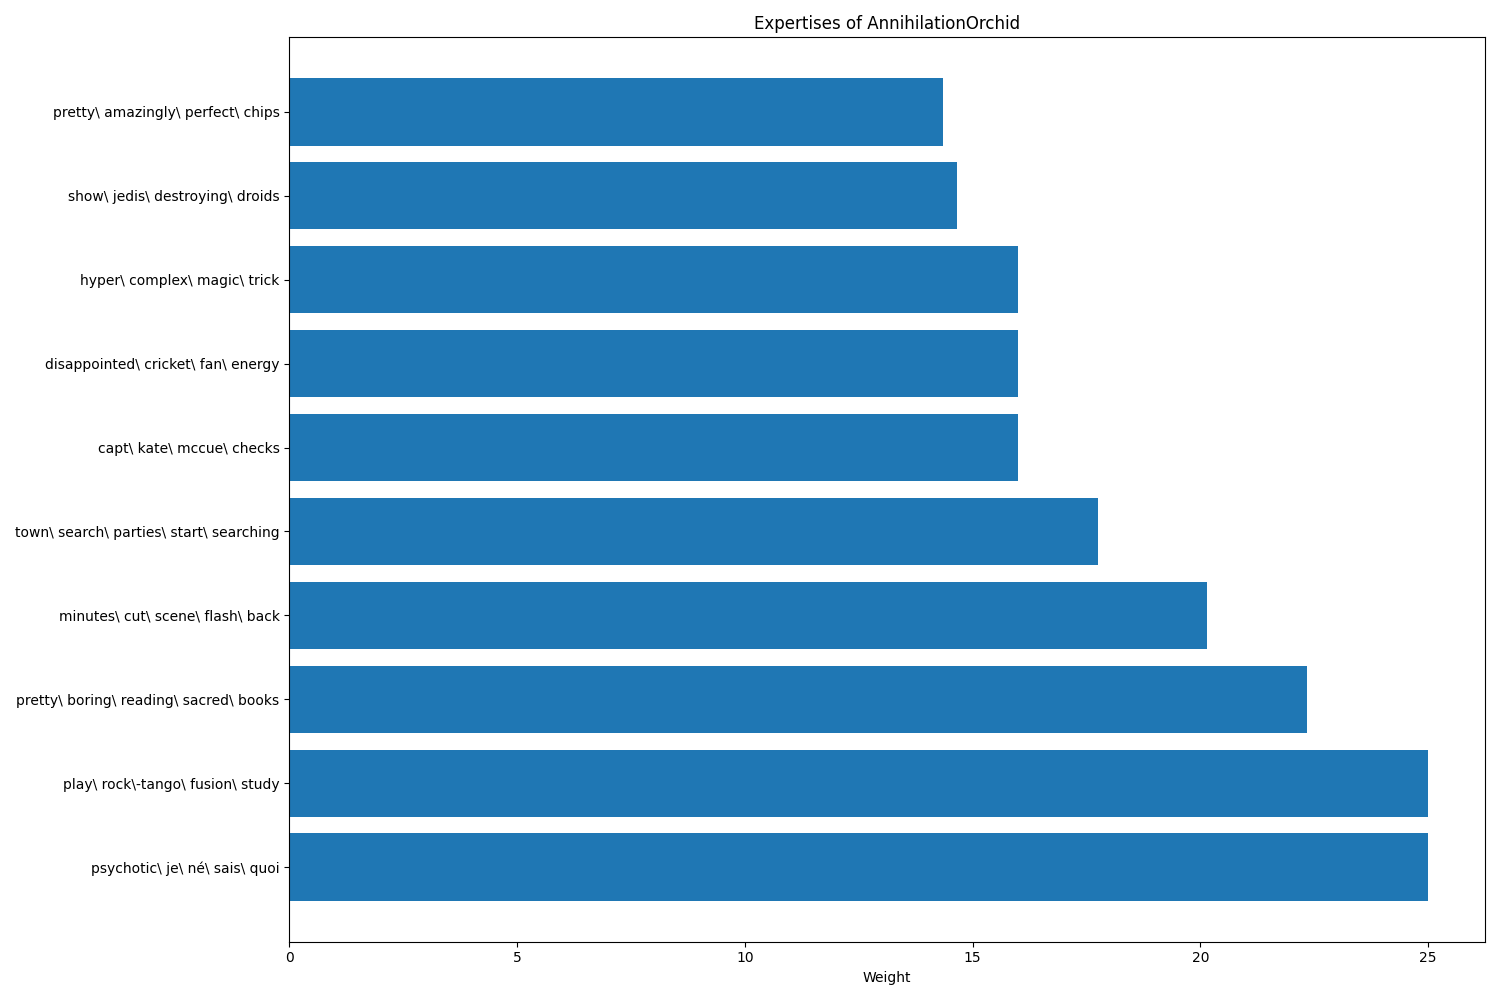 Expertises of AnnihilationOrchid
pretty\ amazingly\ perfect\ chips
show\ jedis\ destroying\ droids
hyper\ complex\ magic\ trick
disappointed\ cricket\ fan\ energy
capt\ kate\ mccue\ checks
town\ search\ parties\ start\ searching
minutes\ cut\ scene\ flash\ back
pretty\ boring\ reading\ sacred\ books
play\ rock\-tango\ fusion\ study
psychotic\ je\ né\ sais\ quoi
0 5 10 15 20 25
Weight